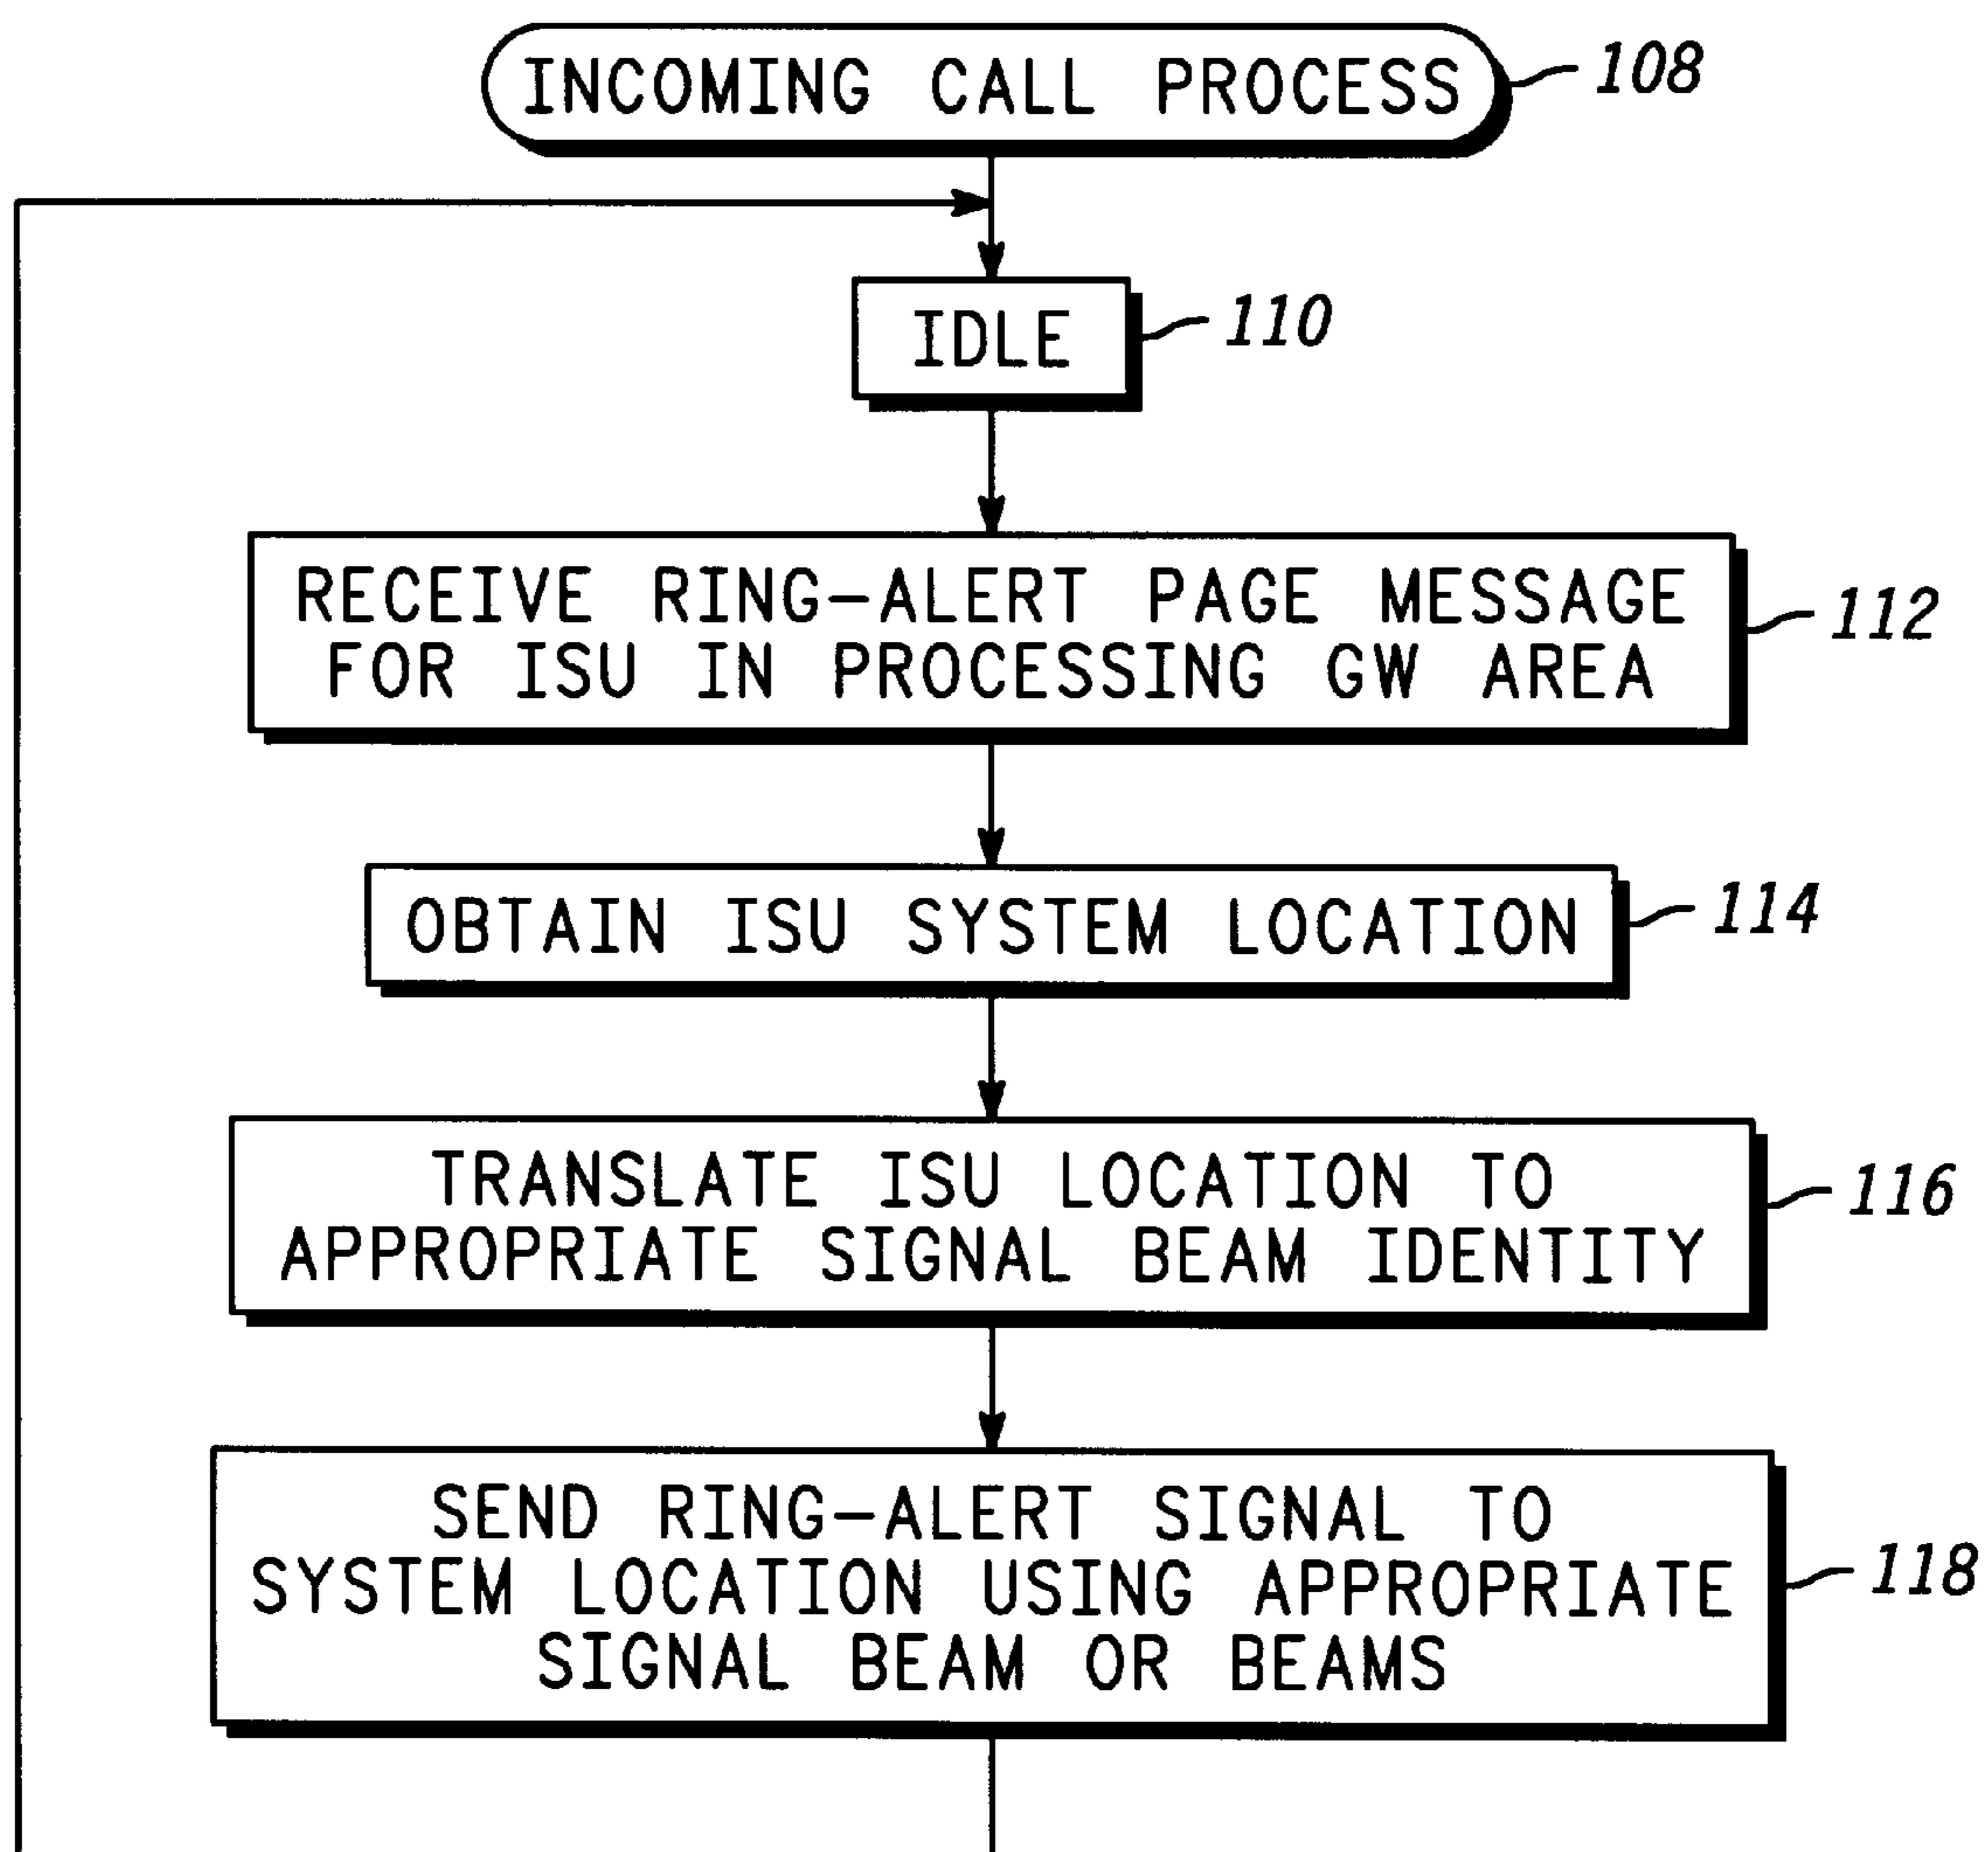 INCOMING CALL PROCESS
108
IDLE
110
RECEIVE RING-ALERT PAGE MESSAGE
FOR ISU IN PROCESSING GW AREA
112
OBTAIN ISU SYSTEM LOCATION
114
TRANSLATE ISU LOCATION TO
APPROPRIATE SIGNAL BEAM IDENTITY
116
SEND RING-ALERT SIGNAL TO
SYSTEM LOCATION USING APPROPRIATE
SIGNAL BEAM OR BEAMS
118